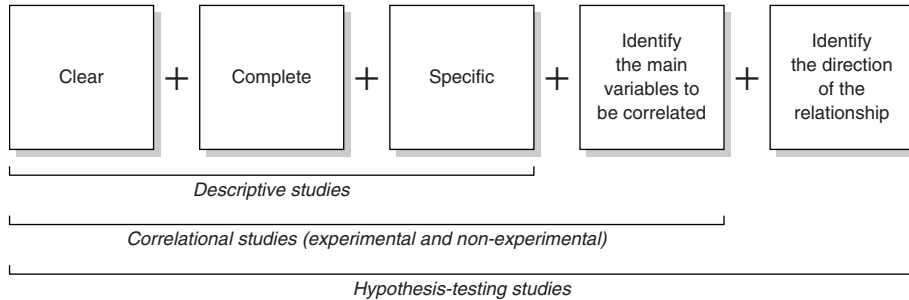 Clear
+
Complete
+
Specific
+
Identify
the main
variables to
be correlated
+
Identify
the direction
of the
relationship
Descriptive studies
Correlational studies (experimental and non-experimental)
Hypothesis-testing studies